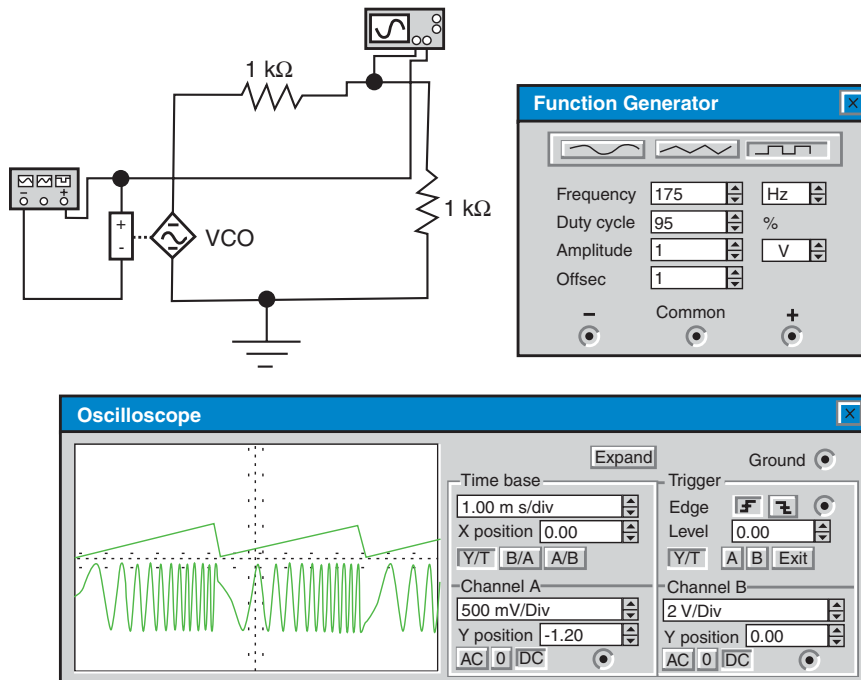 1 kΩ
- +
+
-
VCO
1 kΩ
Function Generator
Frequency 175 Hz
Duty cycle 95 %
Amplitude 1 V
Offsec 1
– Common +
Oscilloscope
Expand
Ground
Time base
1.00 m s/div
X position 0.00
Y/T B/A A/B
Trigger
Edge
Level 0.00
Y/T A B Exit
Channel A
500 mV/Div
Y position -1.20
AC 0 DC
Channel B
2 V/Div
Y position 0.00
AC 0 DC